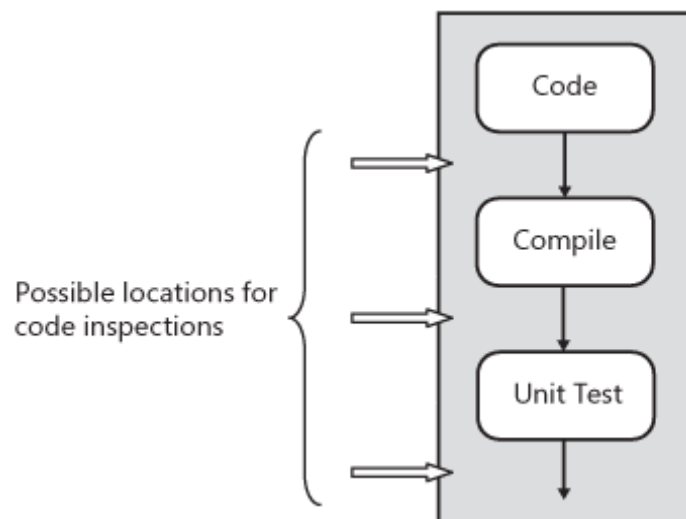 Code
Compile
Possible locations for
code inspections
Unit Test